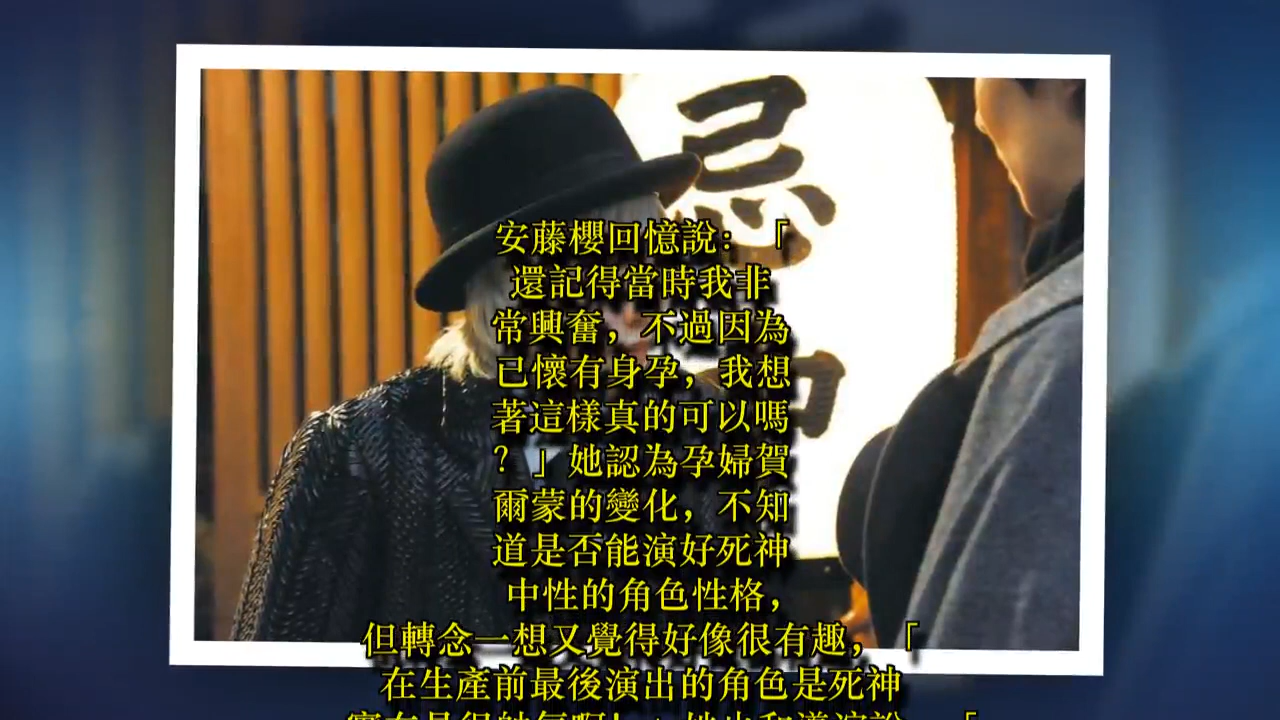 忌
中
安藤櫻回憶說：「
還記得當時我非
常興奮，不過因為
已懷有身孕，我想
著這樣真的可以嗎
？」她認為孕婦賀
爾蒙的變化，不知
道是否能演好死神
中性的角色性格，
但轉念一想又覺得好像很有趣，「
在生產前最後演出的角色是死神